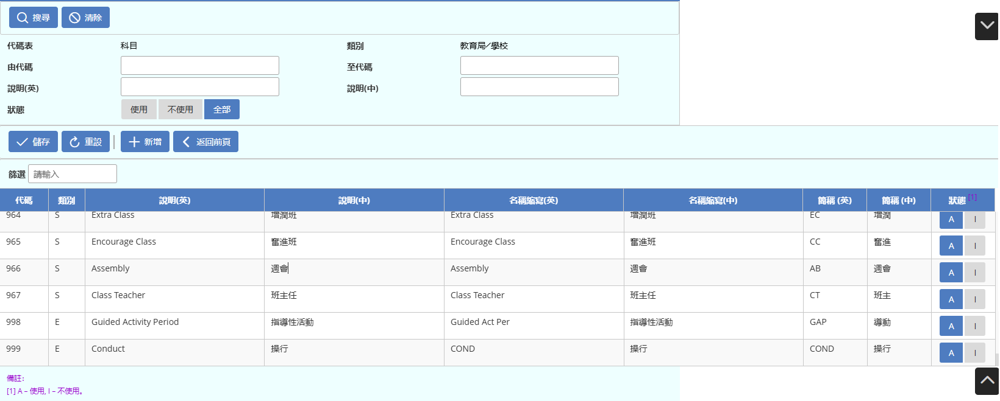 搜尋 清除
代碼表 科目 類別 教育局/學校
由代碼 至代碼
說明(英) 說明(中)
狀態 使用 不使用 全部
儲存 重設 新增 返回前頁
篩選 請輸入
代碼 類別 說明(英) 說明(中) 名稱縮寫(英) 名稱縮寫(中) 簡稱 (英) 簡稱 (中) 狀態 [1]
964 S Extra Class 增潤班 Extra Class 增潤班 EC 增潤 A I
965 S Encourage Class 奮進班 Encourage Class 奮進班 CC 奮進 A I
966 S Assembly 週會 Assembly 週會 AB 週會 A I
967 S Class Teacher 班主任 Class Teacher 班主任 CT 班主 A I
998 E Guided Activity Period 指導性活動 Guided Act Per 指導性活動 GAP 導動 A I
999 E Conduct 操行 COND 操行 COND 操行 A I
備註:
[1] A – 使用, I – 不使用。